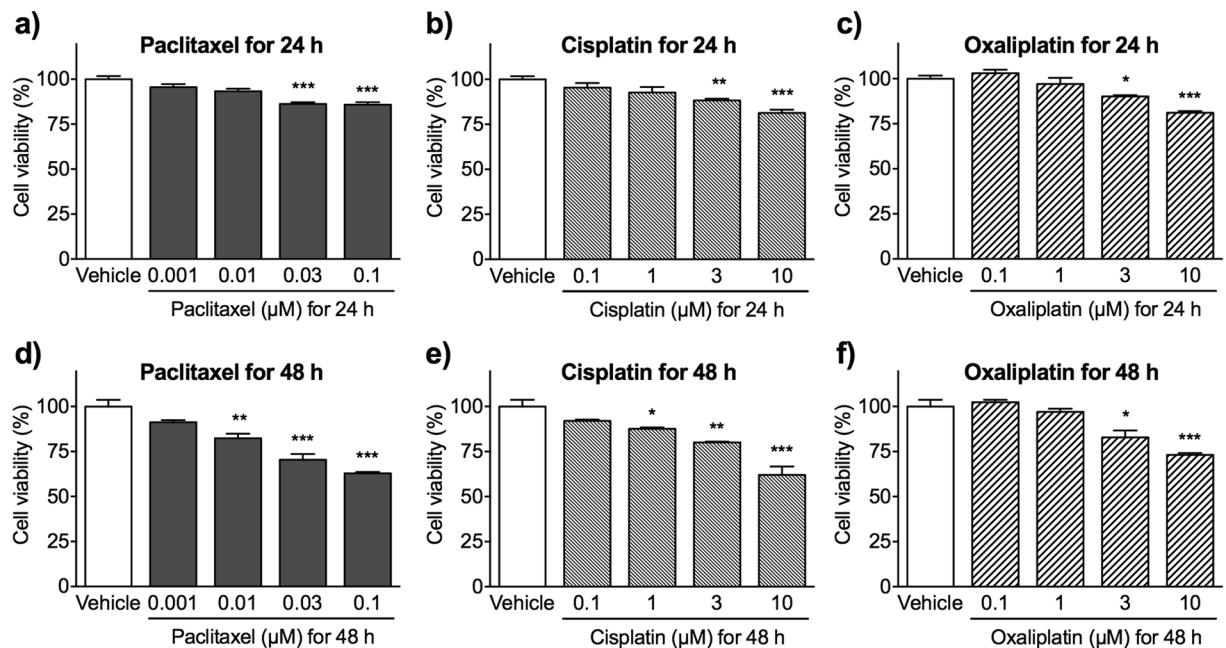 a)
Paclitaxel for 24 h
Cell viability (%)
100
75
50
25
0
*** ***
Vehicle 0.001 0.01 0.03 0.1
Paclitaxel (μM) for 24 h
b)
Cisplatin for 24 h
Cell viability (%)
100
75
50
25
0
** ***
Vehicle 0.1 1 3 10
Cisplatin (μM) for 24 h
c)
Oxaliplatin for 24 h
Cell viability (%)
100
75
50
25
0
* ***
Vehicle 0.1 1 3 10
Oxaliplatin (μM) for 24 h
d)
Paclitaxel for 48 h
Cell viability (%)
100
75
50
25
0
** *** ***
Vehicle 0.001 0.01 0.03 0.1
Paclitaxel (μM) for 48 h
e)
Cisplatin for 48 h
Cell viability (%)
100
75
50
25
0
* ** ***
Vehicle 0.1 1 3 10
Cisplatin (μM) for 48 h
f)
Oxaliplatin for 48 h
Cell viability (%)
100
75
50
25
0
* ***
Vehicle 0.1 1 3 10
Oxaliplatin (μM) for 48 h